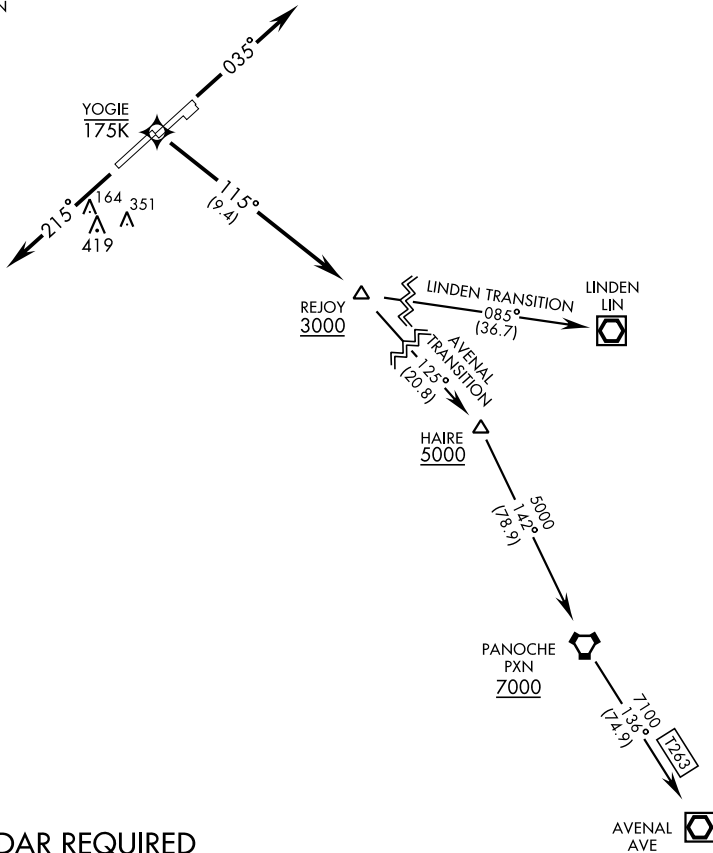 N
035°
YOGIE
175K
215°
164
351
419
115°
(9.4)
REJOY
3000
LINDEN TRANSITION
085°
(36.7)
LINDEN
LIN
AVENAL
TRANSITION
125°
(20.8)
HAIRE
5000
5000
142°
(78.9)
PANOCHE
PXN
7000
7100
136°
(74.9)
T263
AVENAL
AVE
DAR REQUIRED